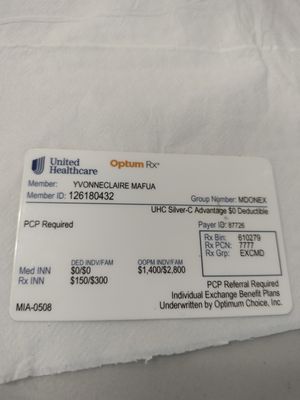 United Healthcare
Optum Rx®
Member: YVONNECLAIRE MAFUA
Member ID: 126180432
Group Number: MDONEX
UHC Silver-C Advantage $0 Deductible
PCP Required
Payer ID: 87726
Rx Bin: 610279
Rx PCN: 7777
Rx Grp: EXCMD
DED INDV/FAM OOPM INDV/FAM
Med INN $0/$0 $1,400/$2,800
Rx INN $150/$300
PCP Referral Required
Individual Exchange Benefit Plans
MIA-0508
Underwritten by Optimum Choice, Inc.